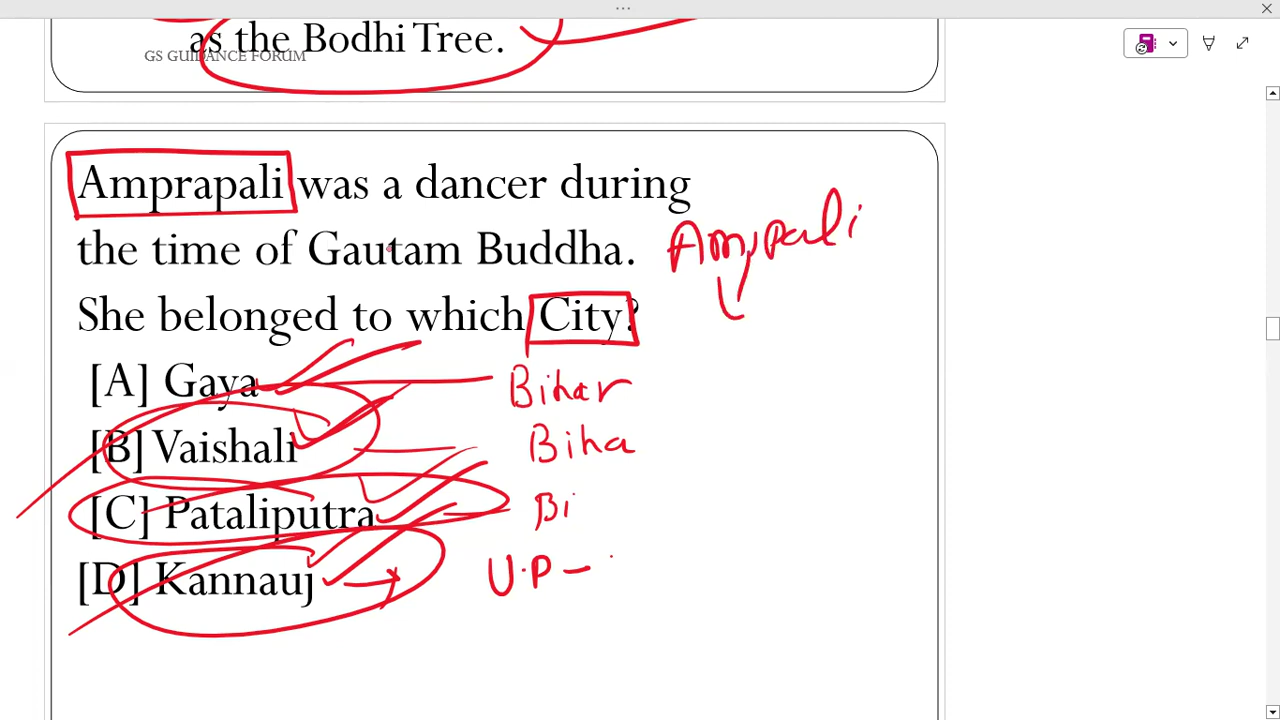 as the Bodhi Tree.
GS GUIDANCE FORUM
Amprapali was a dancer during
the time of Gautam Buddha.
Ampali
She belonged to which City?
[A] Gaya
Bihar
[B] Vaishali
Biha
[C] Pataliputra
Bi
[D] Kannauj
U.P -